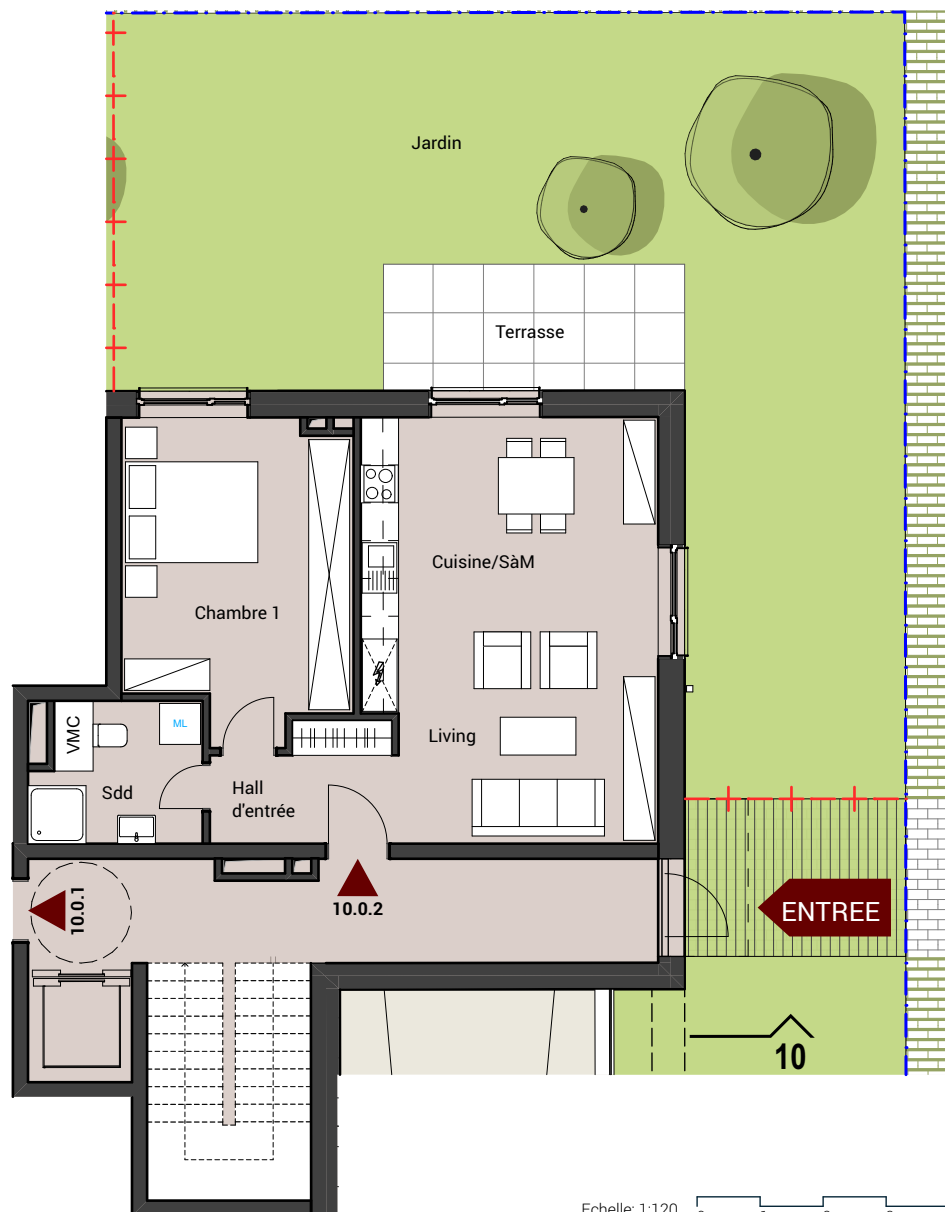 Jardin
Terrasse
Cuisine/SàM
Chambre 1
VMC
ML
Living
Sdd
Hall
d'entrée
10.0.1
10.0.2
ENTREE
10
Echelle: 1:120